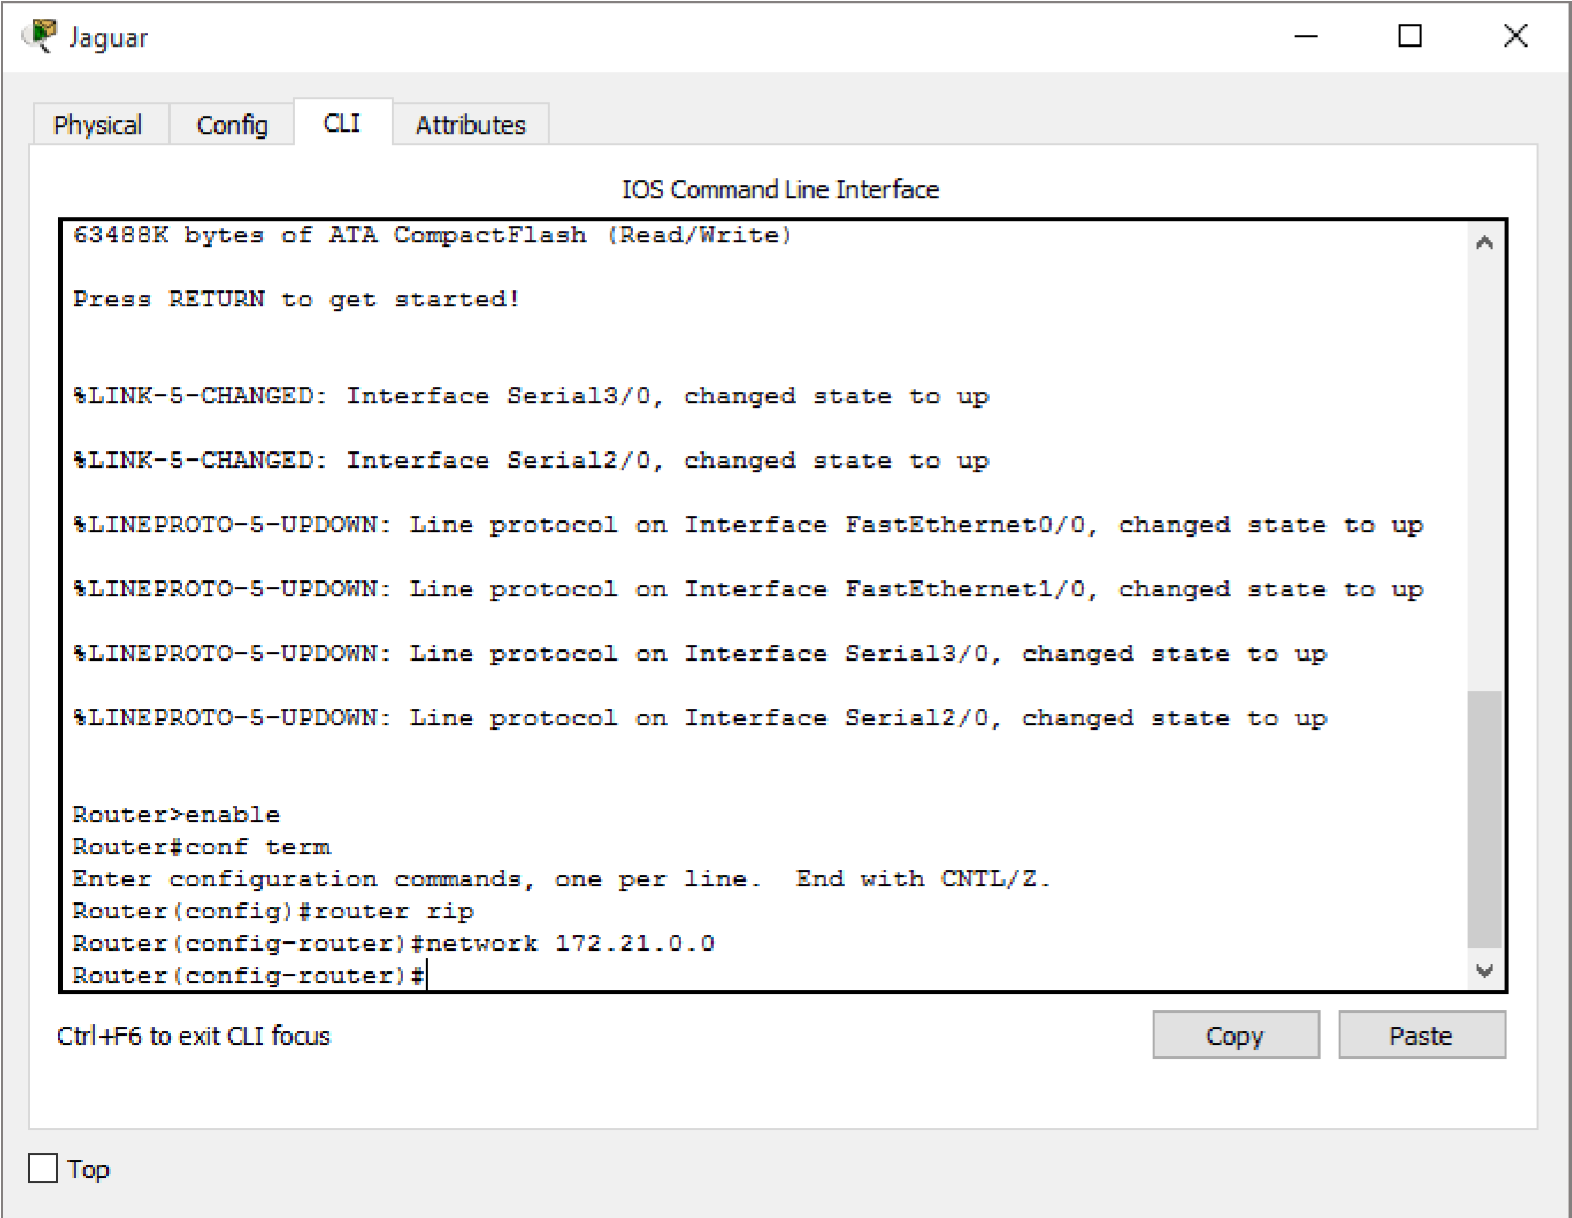 Jaguar
Physical Config CLI Attributes
IOS Command Line Interface
63488K bytes of ATA CompactFlash (Read/Write)
Press RETURN to get started!
%LINK-5-CHANGED: Interface Serial3/0, changed state to up
%LINK-5-CHANGED: Interface Serial2/0, changed state to up
%LINEPROTO-5-UPDOWN: Line protocol on Interface FastEthernet0/0, changed state to up
%LINEPROTO-5-UPDOWN: Line protocol on Interface FastEthernet1/0, changed state to up
%LINEPROTO-5-UPDOWN: Line protocol on Interface Serial3/0, changed state to up
%LINEPROTO-5-UPDOWN: Line protocol on Interface Serial2/0, changed state to up
Router>enable
Router#conf term
Enter configuration commands, one per line.  End with CNTL/Z.
Router(config)#router rip
Router(config-router)#network 172.21.0.0
Router(config-router)#
Ctrl+F6 to exit CLI focus
Copy Paste
Top